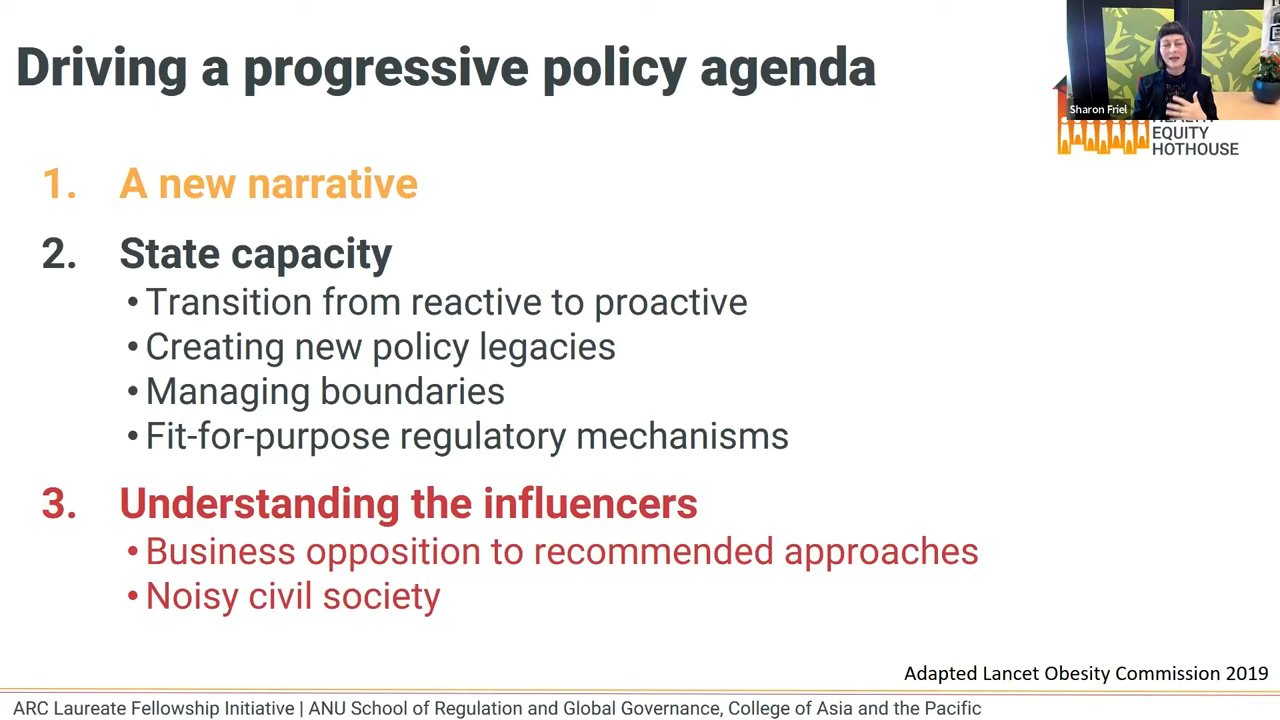 Driving a progressive policy agenda
Sharon Friel
EQUITY
HOTHOUSE
1. A new narrative
2. State capacity
• Transition from reactive to proactive
• Creating new policy legacies
• Managing boundaries
• Fit-for-purpose regulatory mechanisms
3. Understanding the influencers
• Business opposition to recommended approaches
• Noisy civil society
Adapted Lancet Obesity Commission 2019
ARC Laureate Fellowship Initiative | ANU School of Regulation and Global Governance, College of Asia and the Pacific